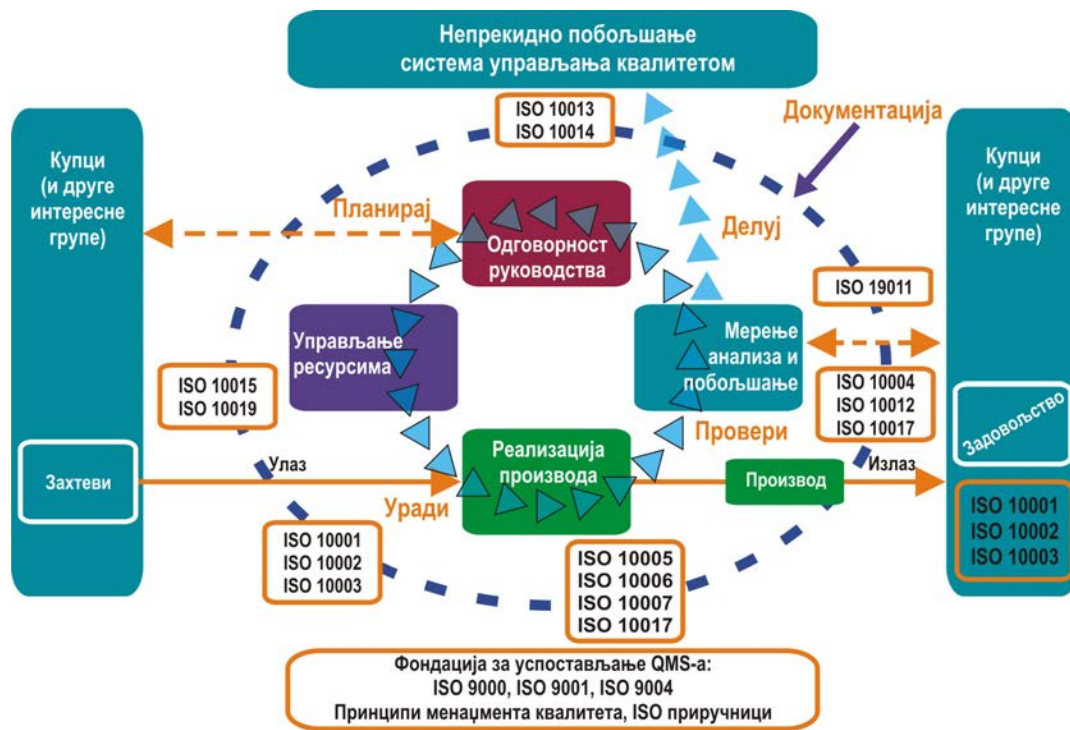 Непрекидно побољшање
система управљања квалитетом
ISO 10013
ISO 10014
Документација
Купци
(и друге
интересне
групе)
Планирај
Одговорност
руководства
Делуј
Купци
(и друге
интересне
групе)
ISO 19011
Управљање
ресурсима
Мерење
анализа и
побољшање
ISO 10015
ISO 10019
ISO 10004
ISO 10012
ISO 10017
Задовољство
Провери
Захтеви
Улаз
Реализација
производа
Производ
Излаз
Уради
ISO 10001
ISO 10002
ISO 10003
ISO 10001
ISO 10002
ISO 10003
ISO 10005
ISO 10006
ISO 10007
ISO 10017
Фондација за успостављање QMS-а:
ISO 9000, ISO 9001, ISO 9004
Принципи менаџмента квалитета, ISO приручници